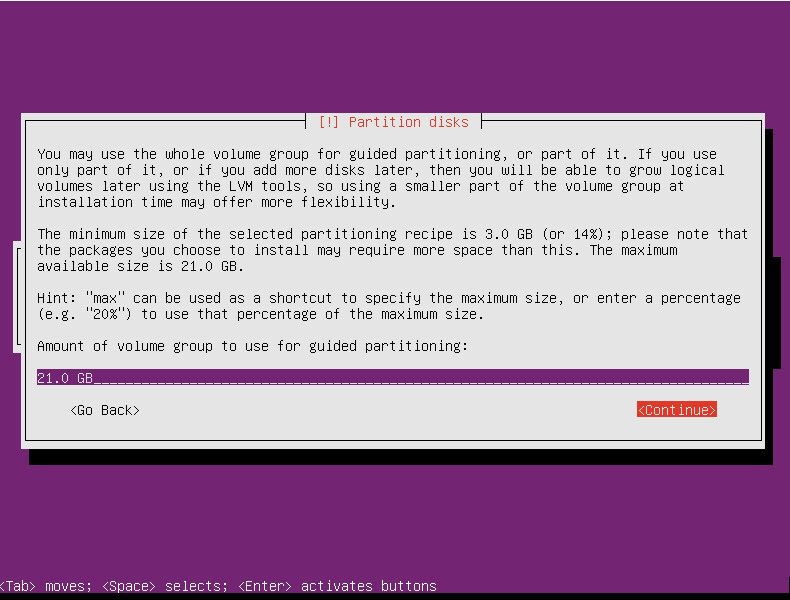 [!] Partition disks
You may use the whole volume group for guided partitioning, or part of it. If you use
only part of it, or if you add more disks later, then you will be able to grow logical
volumes later using the LVM tools, so using a smaller part of the volume group at
installation time may offer more flexibility.
The minimum size of the selected partitioning recipe is 3.0 GB (or 14%); please note that
the packages you choose to install may require more space than this. The maximum
available size is 21.0 GB.
Hint: "max" can be used as a shortcut to specify the maximum size, or enter a percentage
(e.g. "20%") to use that percentage of the maximum size.
Amount of volume group to use for guided partitioning:
21.0 GB
<Go Back> <Continue>
<Tab> moves; <Space> selects; <Enter> activates buttons